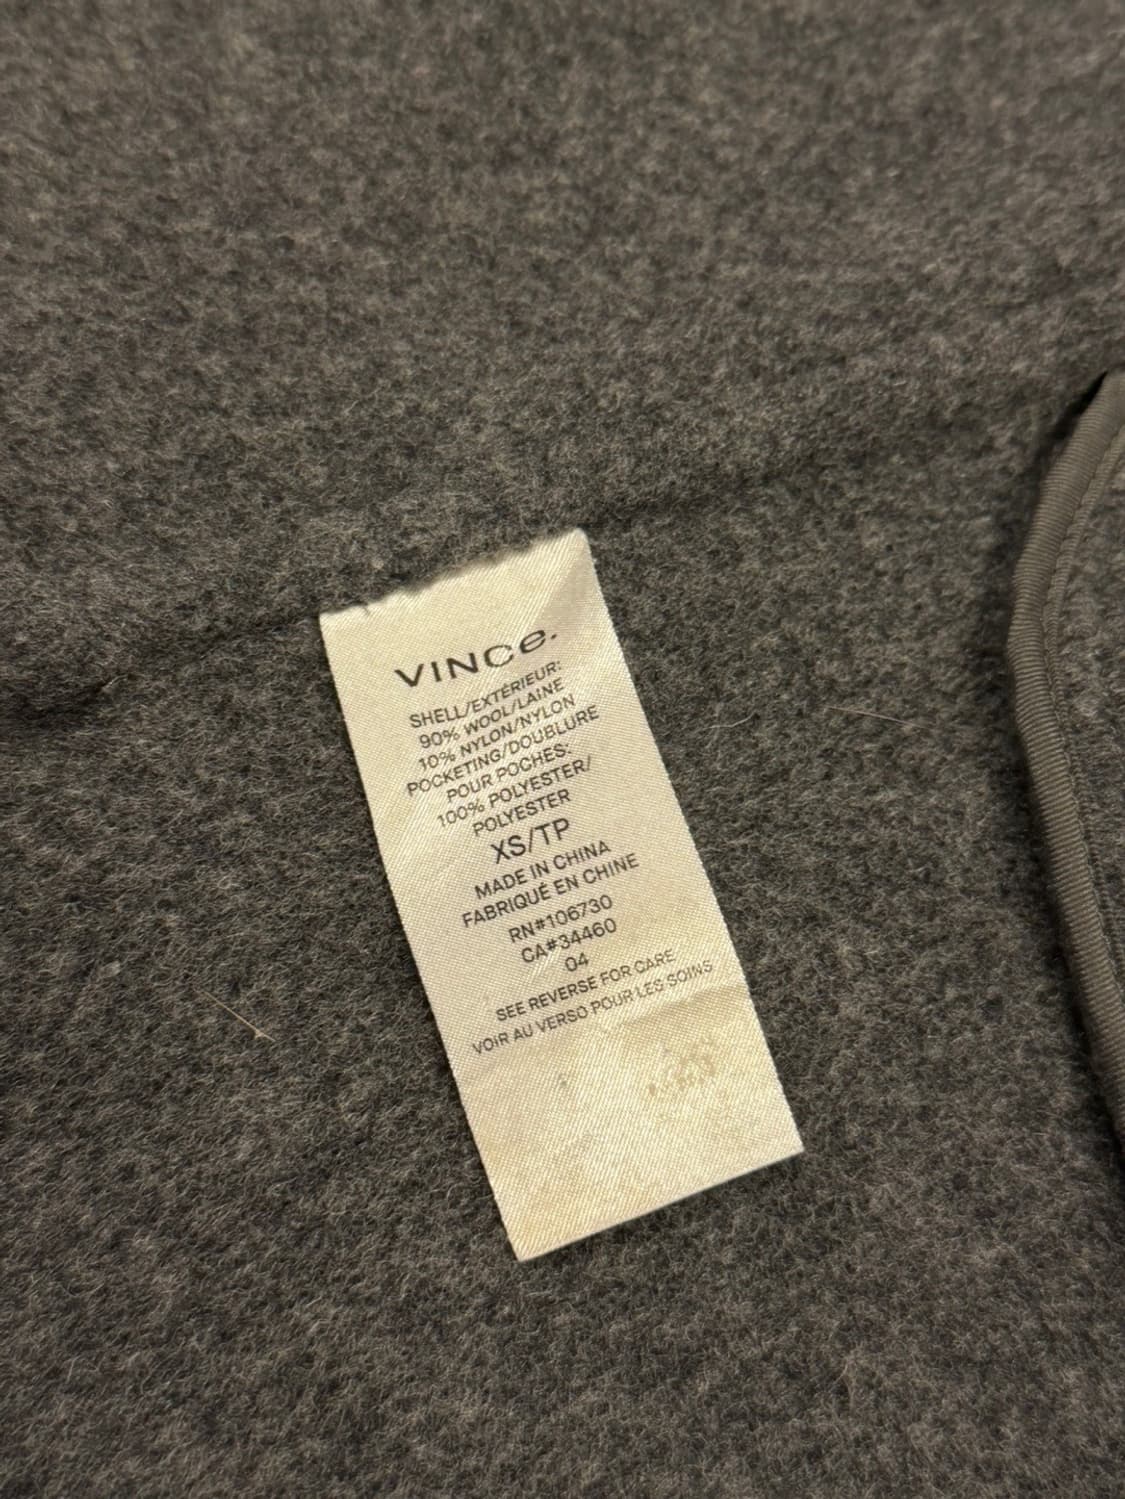 VINCE.
SHELL/EXTÉRIEUR:
90% WOOL/LAINE
10% NYLON/NYLON
POCKETING/DOUBLURE
POUR POCHES:
100% POLYESTER/
POLYESTER
XS/TP
MADE IN CHINA
FABRIQUÉ EN CHINE
RN#106730
CA#34460
04
SEE REVERSE FOR CARE
VOIR AU VERSO POUR LES SOINS